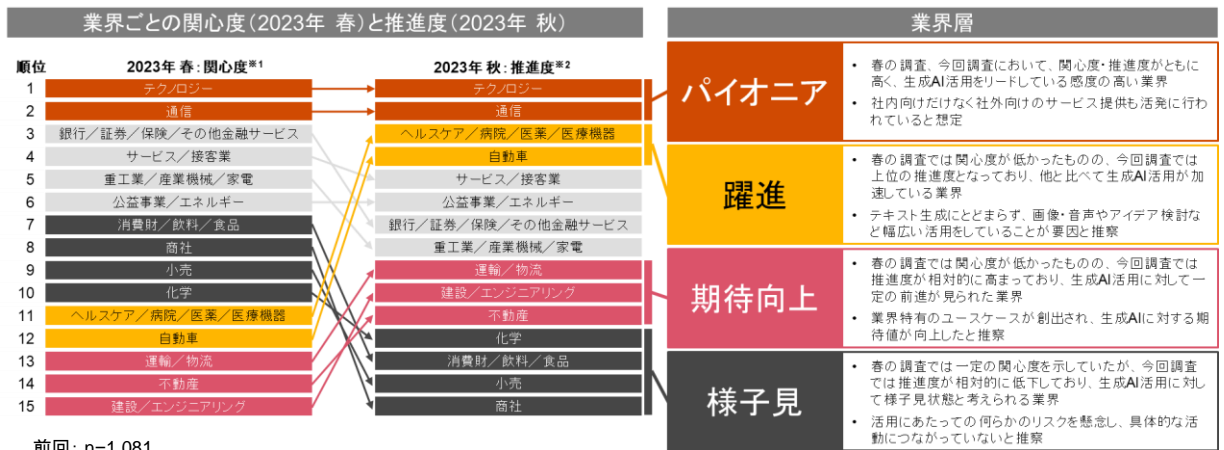 業界ごとの関心度(2023年 春)と推進度(2023年 秋)
順位
2023年 春:関心度※1
2023年 秋:推進度※2
1
テクノロジー
テクノロジー
2
通信
通信
3
銀行/証券/保険/その他金融サービス
ヘルスケア/病院/医薬/医療機器
4
サービス/接客業
自動車
5
重工業/産業機械/家電
サービス/接客業
6
公益事業/エネルギー
公益事業/エネルギー
7
消費財/飲料/食品
銀行/証券/保険/その他金融サービス
8
商社
重工業/産業機械/家電
9
小売
運輸/物流
10
化学
建設/エンジニアリング
11
ヘルスケア/病院/医薬/医療機器
不動産
12
自動車
化学
13
運輸/物流
消費財/飲料/食品
14
不動産
小売
15
建設/エンジニアリング
商社
前回: n=1,081
業界層
パイオニア
• 春の調査、今回調査において、関心度・推進度がともに
高く、生成AI活用をリードしている感度の高い業界
• 社内向けだけなく社外向けのサービス提供も活発に行わ
れていると想定
躍進
• 春の調査では関心度が低かったものの、今回調査では
上位の推進度となっており、他と比べて生成AI活用が加
速している業界
• テキスト生成にとどまらず、画像・音声やアイデア検討な
ど幅広い活用をしていることが要因と推察
期待向上
• 春の調査では関心度が低かったものの、今回調査では
推進度が相対的に高まっており、生成AI活用に対して一
定の前進が見られた業界
• 業界特有のユースケースが創出され、生成AIに対する期
待値が向上したと推察
様子見
• 春の調査では一定の関心度を示していたが、今回調査
では推進度が相対的に低下しており、生成AI活用に対し
て様子見状態と考えられる業界
• 活用にあたっての何らかのリスクを懸念し、具体的な活
動につながっていないと推察